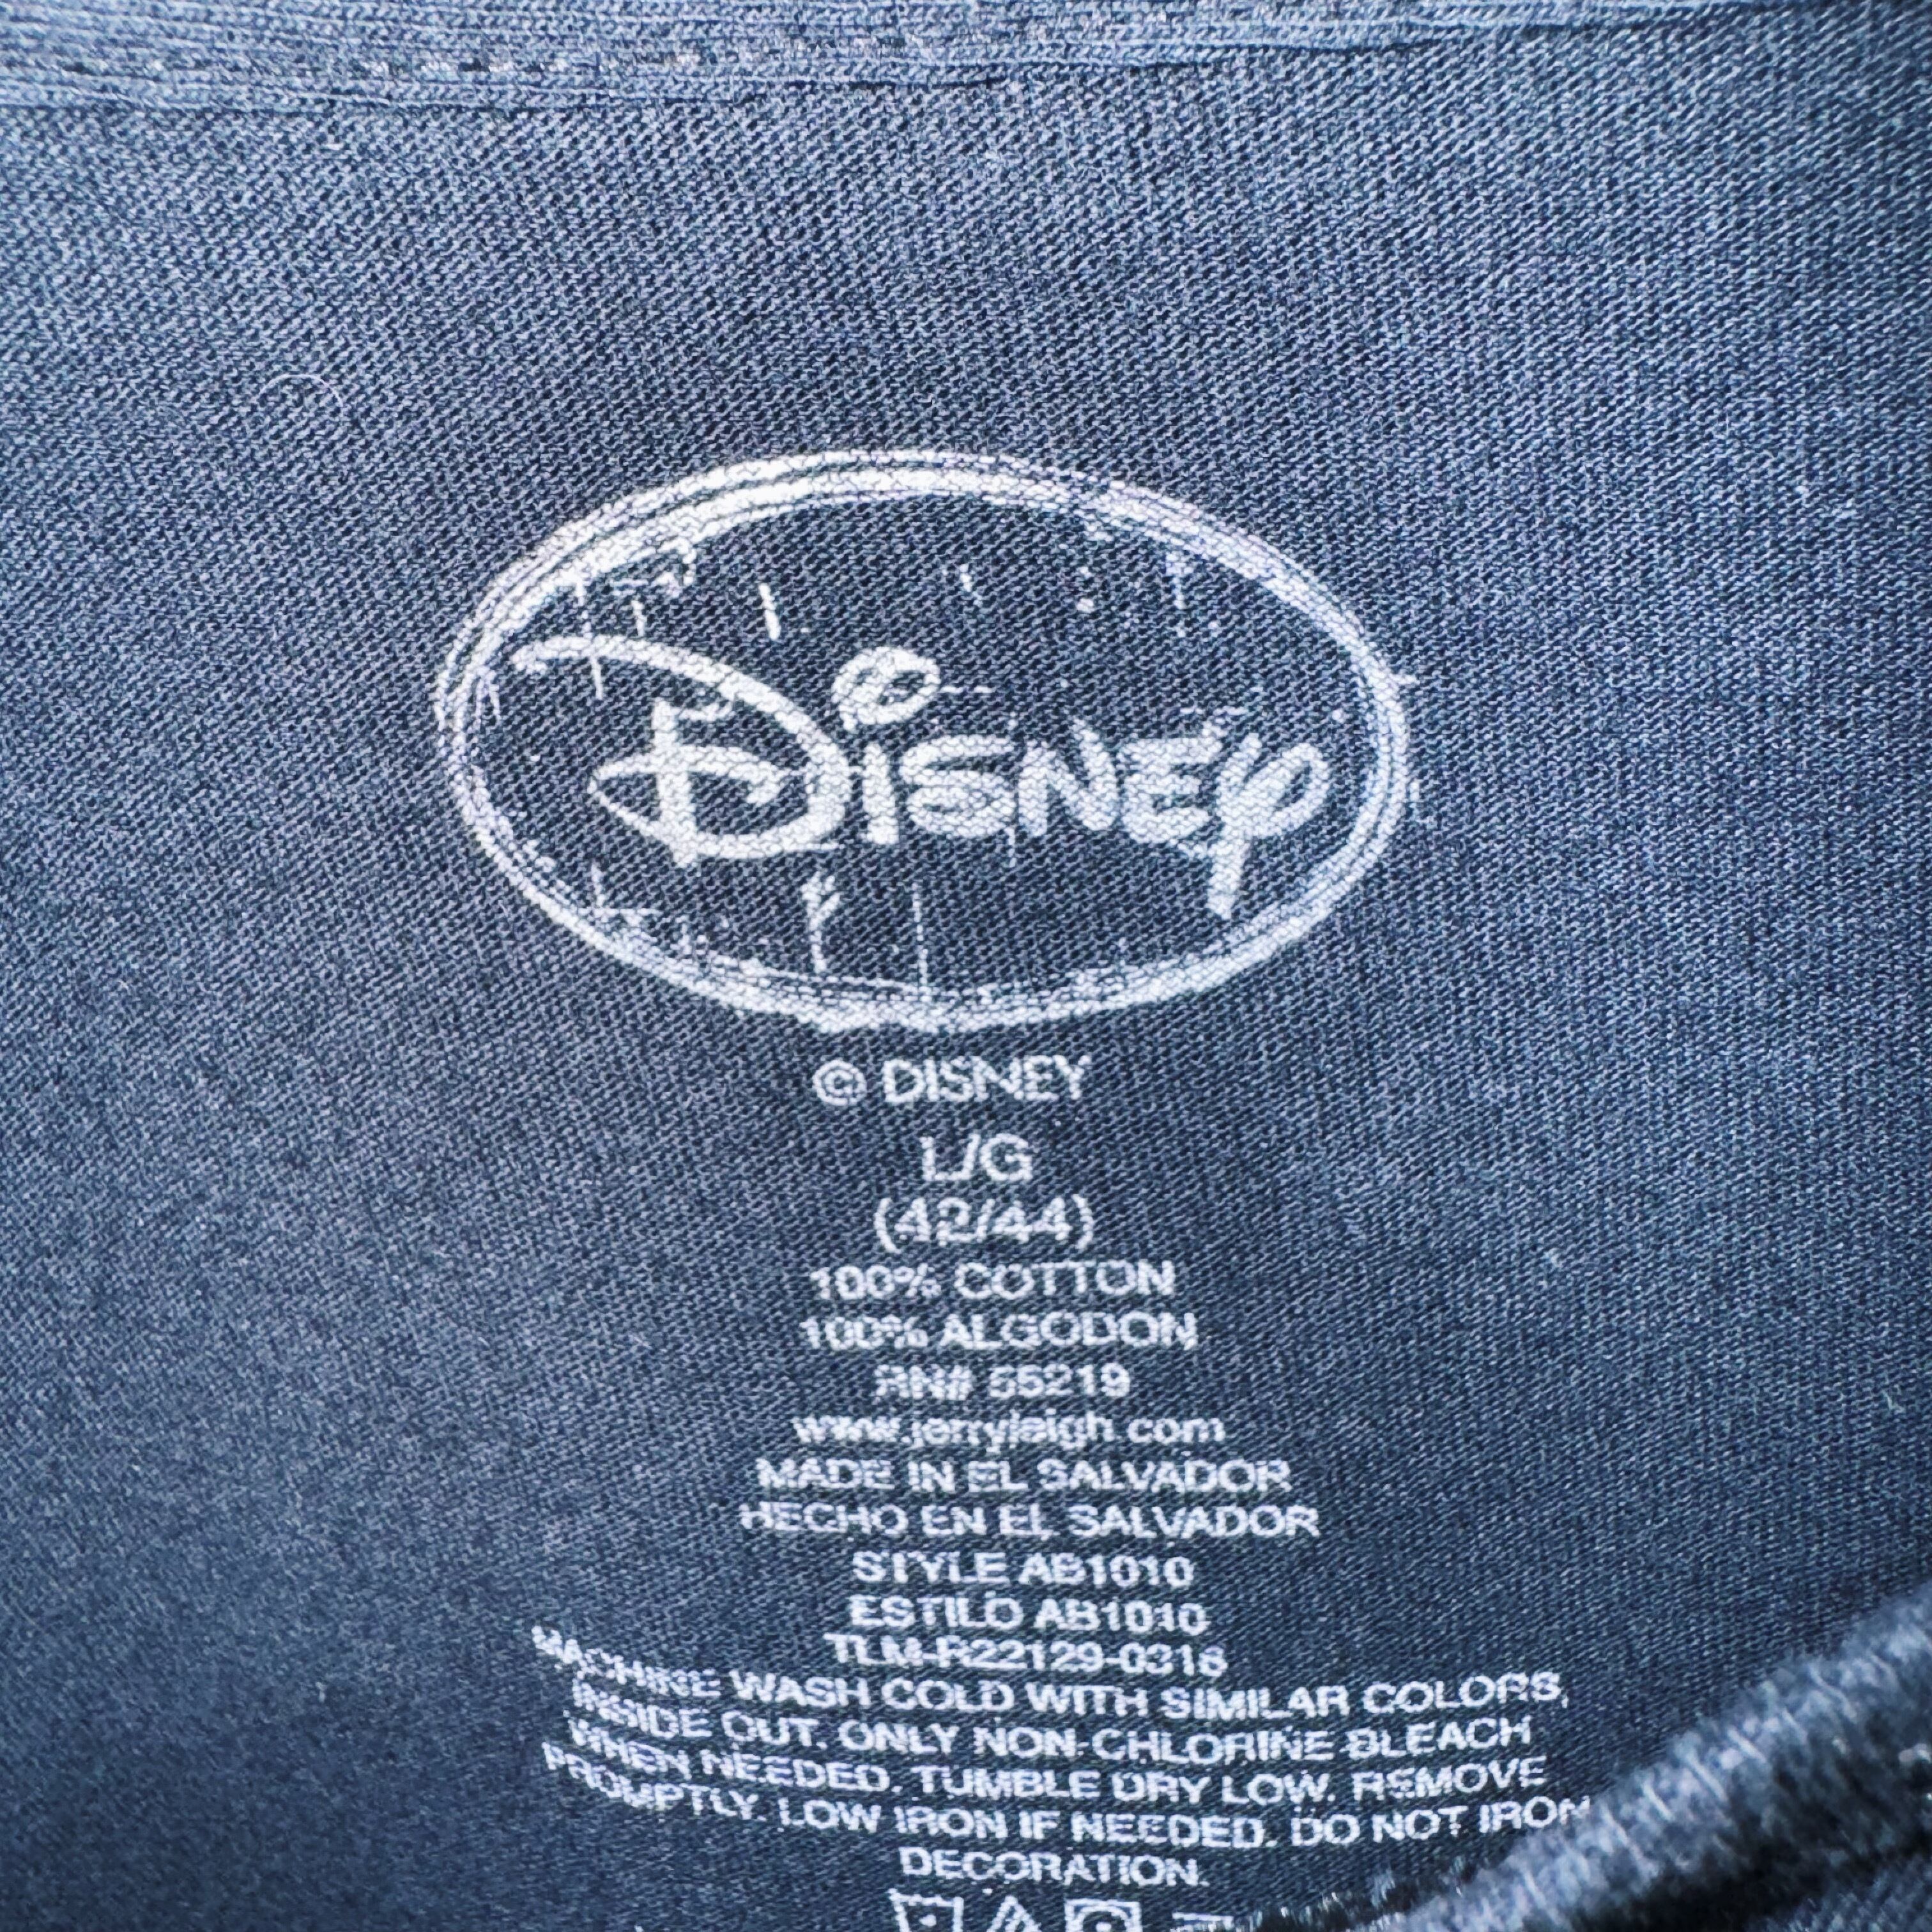 Disney
© DISNEY
L/G
(42/44)
100% COTTON
100% ALGODON
RN# 55219
www.jerryleigh.com
MADE IN EL SALVADOR
HECHO EN EL SALVADOR
STYLE AB1010
ESTILO AB1010
TLM-R22129-0316
MACHINE WASH COLD WITH SIMILAR COLORS,
INSIDE OUT. ONLY NON-CHLORINE BLEACH
WHEN NEEDED. TUMBLE DRY LOW. REMOVE
PROMPTLY. LOW IRON IF NEEDED. DO NOT IRON
DECORATION.